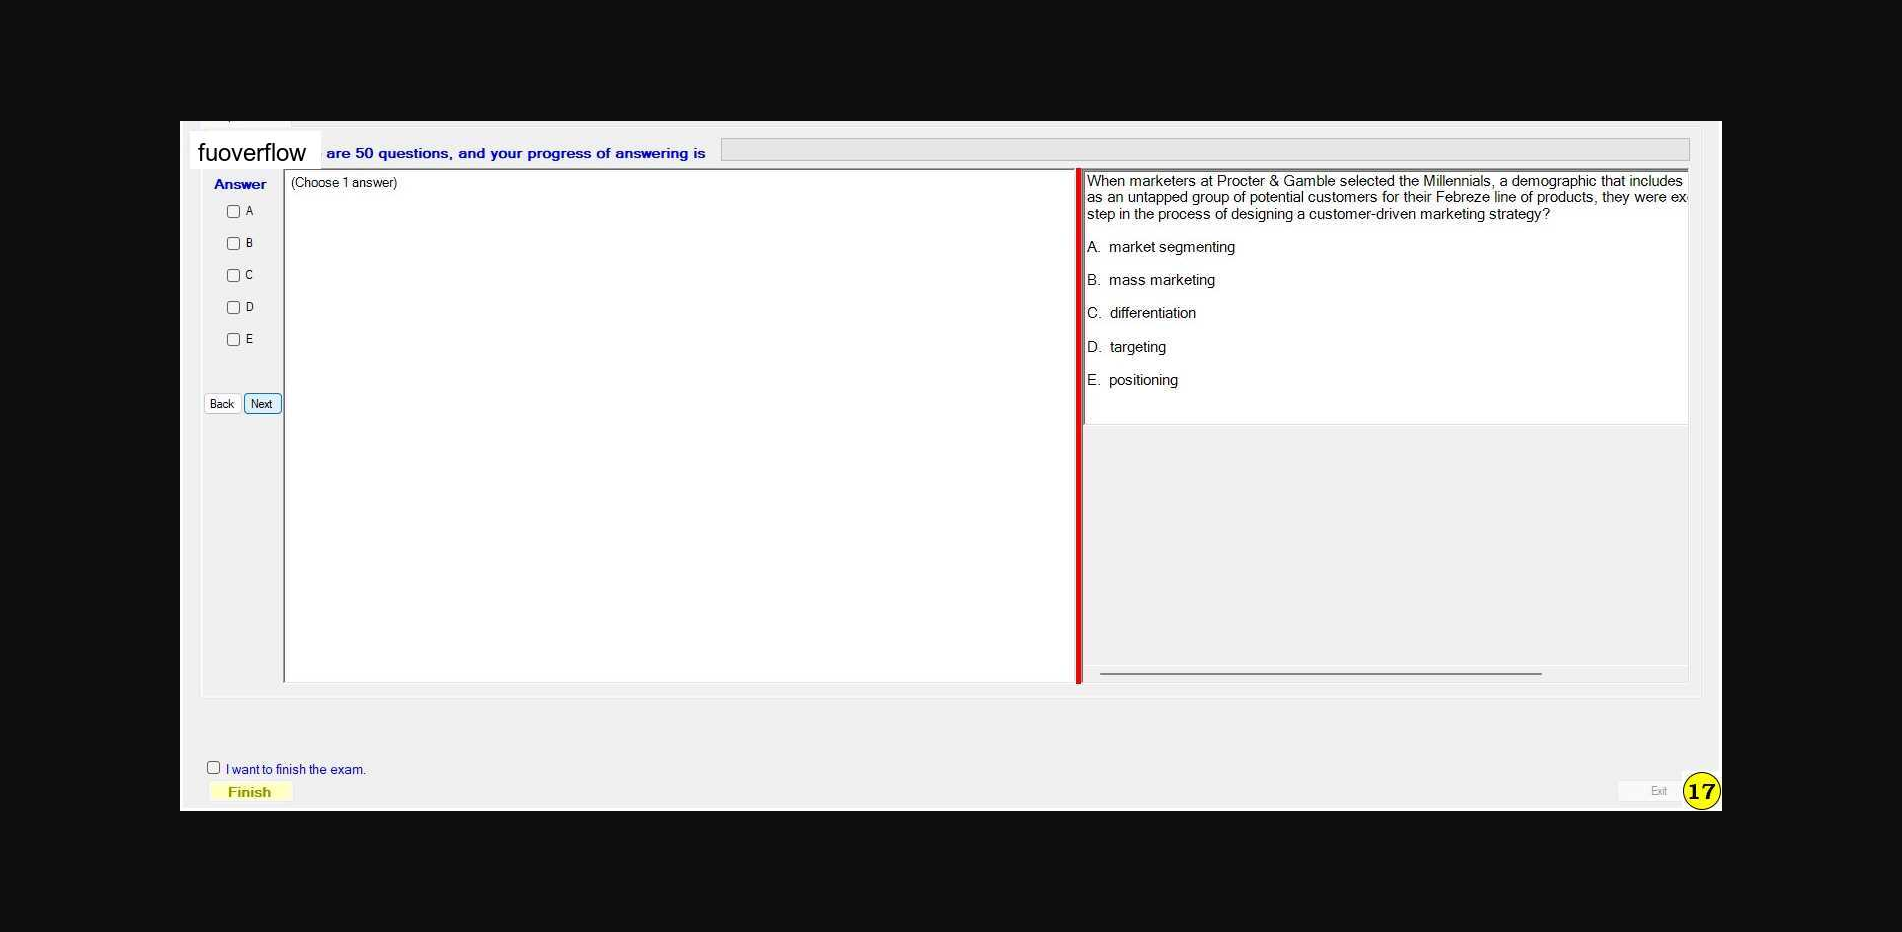 fuoverflow are 50 questions, and your progress of answering is
Answer
(Choose 1 answer)
A
B
C
D
E
Back Next
When marketers at Procter & Gamble selected the Millennials, a demographic that includes
as an untapped group of potential customers for their Febreze line of products, they were ex
step in the process of designing a customer-driven marketing strategy?
A. market segmenting
B. mass marketing
C. differentiation
D. targeting
E. positioning
I want to finish the exam.
Finish
Exit
17